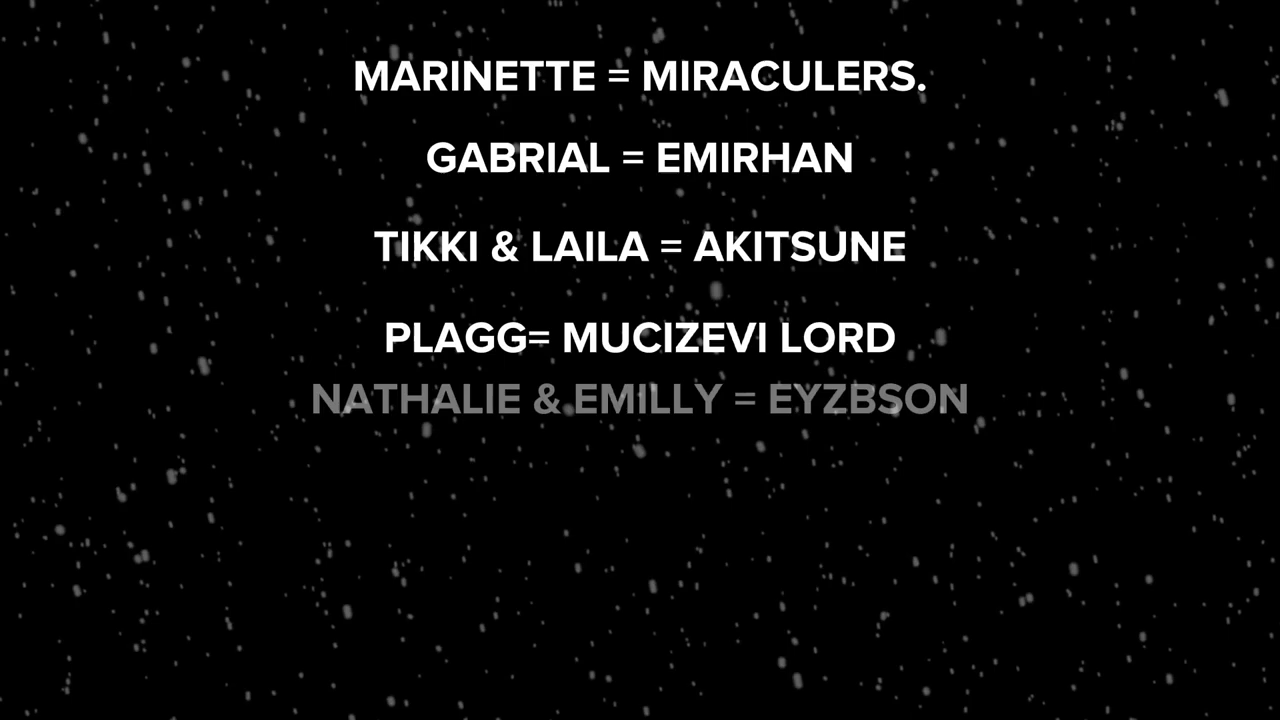 MARINETTE = MIRACULERS.
GABRIAL = EMIRHAN
TIKKI & LAILA = AKITSUNE
PLAGG= MUCIZEVI LORD
NATHALIE & EMILLY = EYZBSON